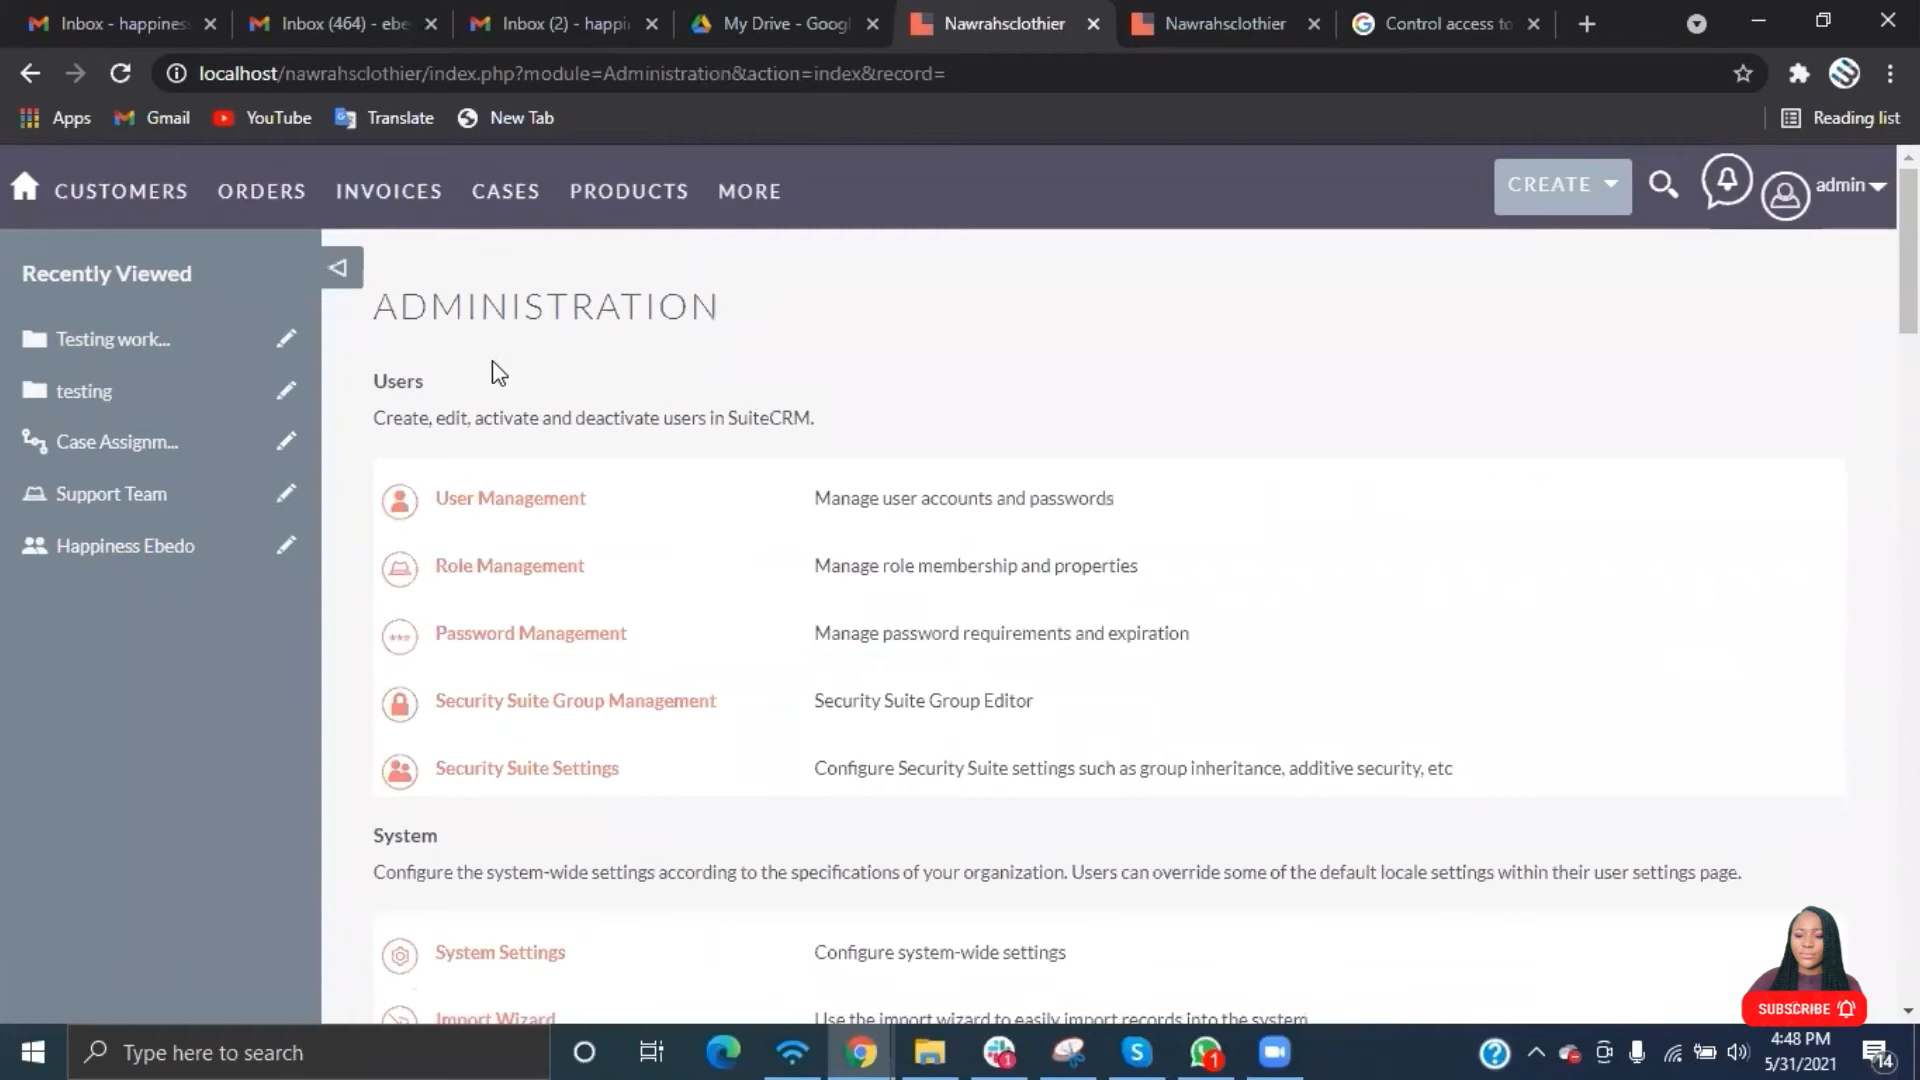 Inbox - happines
Inbox (464) - ebe
Inbox (2) - happi
My Drive - Googl
Nawrahsclothier
Nawrahsclothier
Control access to
localhost/nawrahsclothier/index.php?module=Administration&action=index&record=
Apps
Gmail
YouTube
Translate
New Tab
Reading list
CUSTOMERS
ORDERS
INVOICES
CASES
PRODUCTS
MORE
CREATE
admin
Recently Viewed
Testing work...
testing
Case Assignm...
Support Team
Happiness Ebedo
ADMINISTRATION
Users
Create, edit, activate and deactivate users in SuiteCRM.
User Management
Manage user accounts and passwords
Role Management
Manage role membership and properties
Password Management
Manage password requirements and expiration
Security Suite Group Management
Security Suite Group Editor
Security Suite Settings
Configure Security Suite settings such as group inheritance, additive security, etc
System
Configure the system-wide settings according to the specifications of your organization. Users can override some of the default locale settings within their user settings page.
System Settings
Configure system-wide settings
Import Wizard
Use the import wizard to easily import records into the system
SUBSCRIBE
Type here to search
1
1
4:48 PM
5/31/2021
14